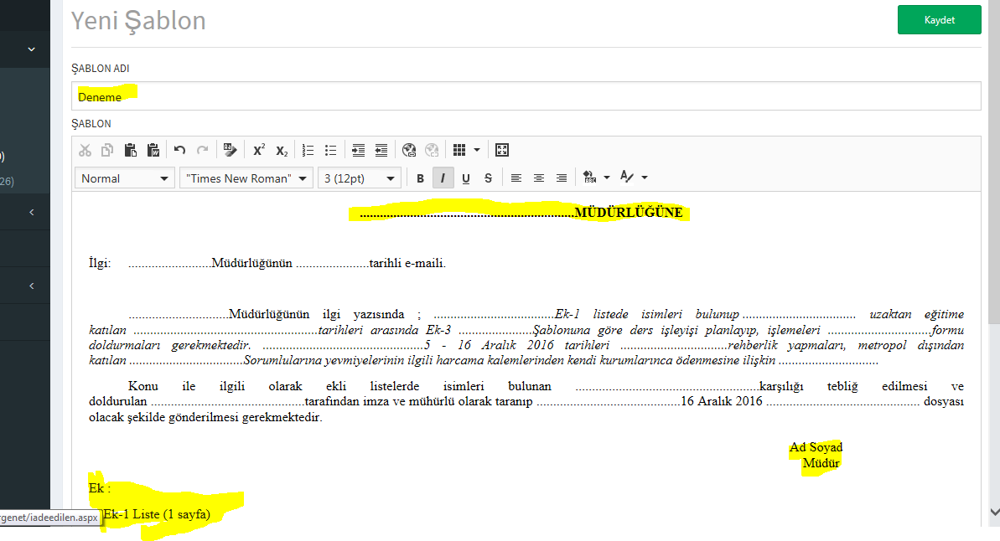 Yeni Şablon
Kaydet
ŞABLON ADI
Deneme
ŞABLON
Normal "Times New Roman" 3 (12pt) B I U S
................................................................MÜDÜRLÜĞÜNE
İlgi: .........................Müdürlüğünün ......................tarihli e-maili.
..............................Müdürlüğünün ilgi yazısında ; ....................................Ek-1 listede isimleri bulunup .................................. uzaktan eğitime
katılan .......................................................tarihleri arasında Ek-3 ......................Şablonuna göre ders işleyişi planlayıp, işlemeleri ...............................formu
doldurmaları gerekmektedir. ................................................5 - 16 Aralık 2016 tarihleri ................................rehberlik yapmaları, metropol dışından
katılan ..................................Sorumlularına yevmiyelerinin ilgili harcama kalemlerinden kendi kurumlarınca ödenmesine ilişkin ..............................
Konu ile ilgili olarak ekli listelerde isimleri bulunan .......................................................karşılığı tebliğ edilmesi ve
doldurulan ..............................................tarafından imza ve mühürlü olarak taranıp ...........................................16 Aralık 2016 .............................................. dosyası
olacak şekilde gönderilmesi gerekmektedir.
Ad Soyad
Müdür
Ek :
Ek-1 Liste (1 sayfa)
rgenet/iadeedilen.aspx
26)